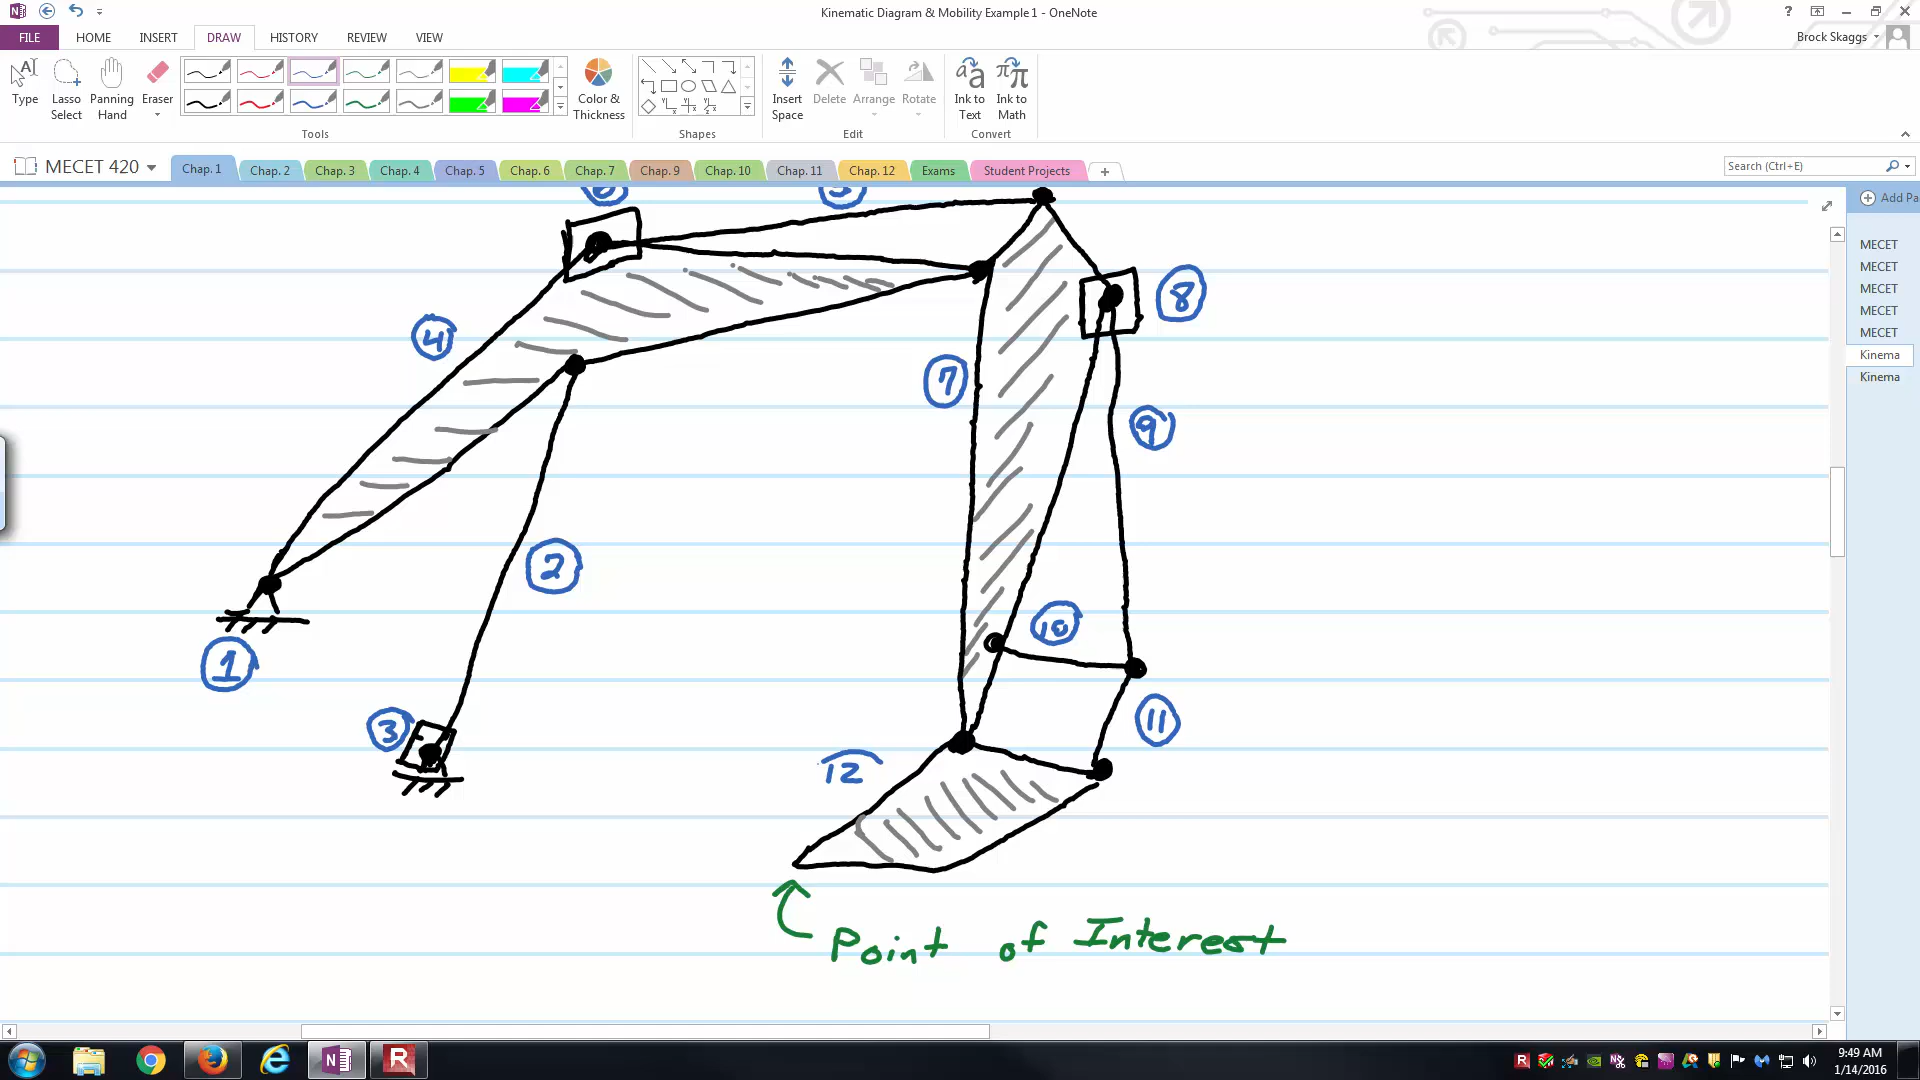 Kinematic Diagram & Mobility Example 1 - OneNote
FILE HOME INSERT DRAW HISTORY REVIEW VIEW
Brock Skaggs
Type Lasso Select Panning Hand Eraser Color & Thickness Insert Space Delete Arrange Rotate Ink to Text Ink to Math
Tools Shapes Edit Convert
MECET 420 Chap. 1 Chap. 2 Chap. 3 Chap. 4 Chap. 5 Chap. 6 Chap. 7 Chap. 9 Chap. 10 Chap. 11 Chap. 12 Exams Student Projects
Search (Ctrl+E)
Add Pa
MECET
MECET
MECET
MECET
MECET
Kinema
Kinema
8
4
7
9
2
10
1
3
11
12
Point of Interest
9:49 AM
1/14/2016